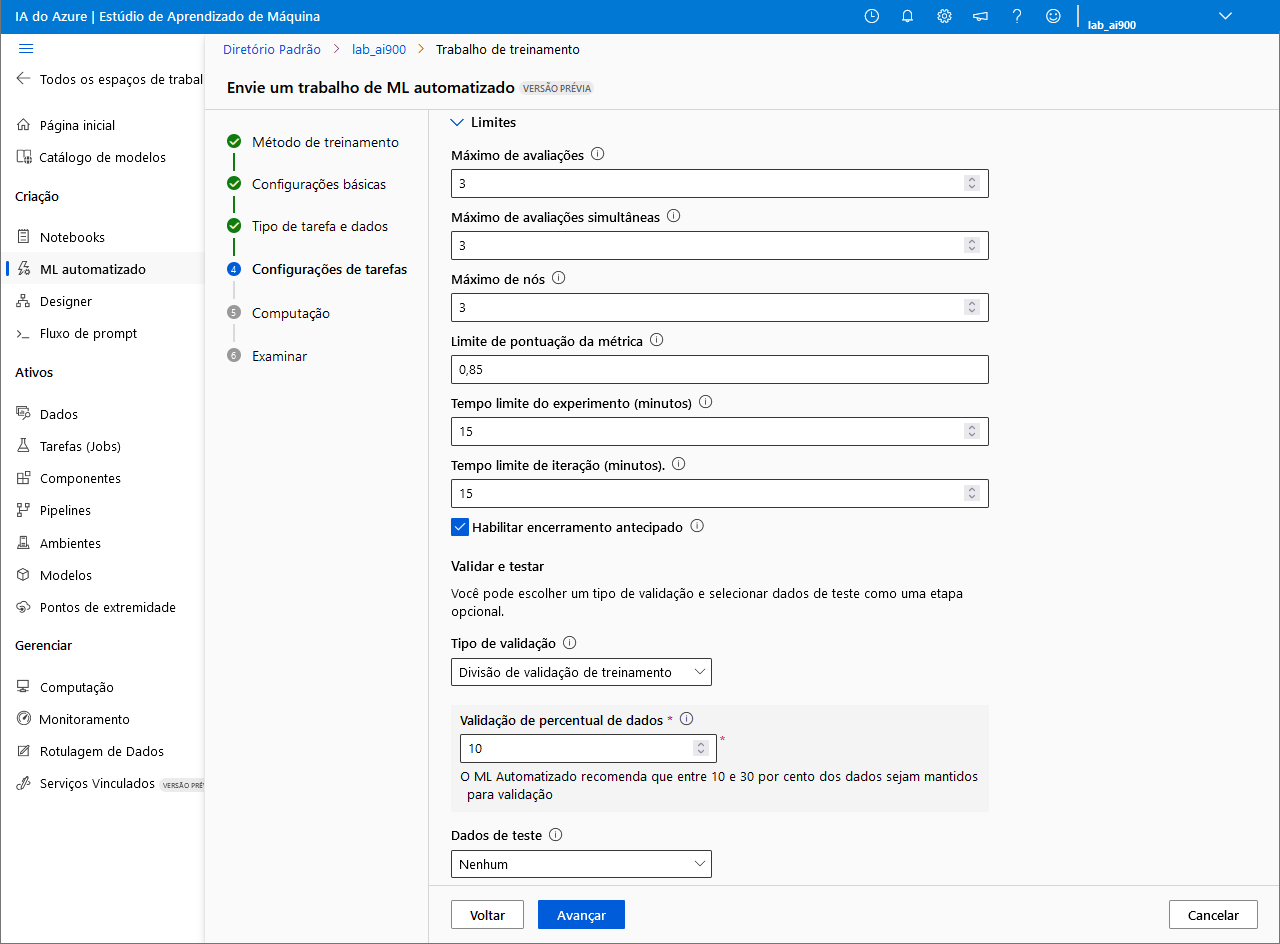 IA do Azure | Estúdio de Aprendizado de Máquina
lab_ai900
Todos os espaços de trabal
Página inicial
Catálogo de modelos
Criação
Notebooks
ML automatizado
Designer
Fluxo de prompt
Ativos
Dados
Tarefas (Jobs)
Componentes
Pipelines
Ambientes
Modelos
Pontos de extremidade
Gerenciar
Computação
Monitoramento
Rotulagem de Dados
Serviços Vinculados VERSÃO PRÉ
Diretório Padrão > lab_ai900 > Trabalho de treinamento
Envie um trabalho de ML automatizado VERSÃO PRÉVIA
Método de treinamento
Configurações básicas
Tipo de tarefa e dados
4 Configurações de tarefas
5 Computação
6 Examinar
Limites
Máximo de avaliações
3
Máximo de avaliações simultâneas
3
Máximo de nós
3
Limite de pontuação da métrica
0,85
Tempo limite do experimento (minutos)
15
Tempo limite de iteração (minutos).
15
Habilitar encerramento antecipado
Validar e testar
Você pode escolher um tipo de validação e selecionar dados de teste como uma etapa
opcional.
Tipo de validação
Divisão de validação de treinamento
Validação de percentual de dados *
10 *
O ML Automatizado recomenda que entre 10 e 30 por cento dos dados sejam mantidos
para validação
Dados de teste
Nenhum
Voltar Avançar Cancelar